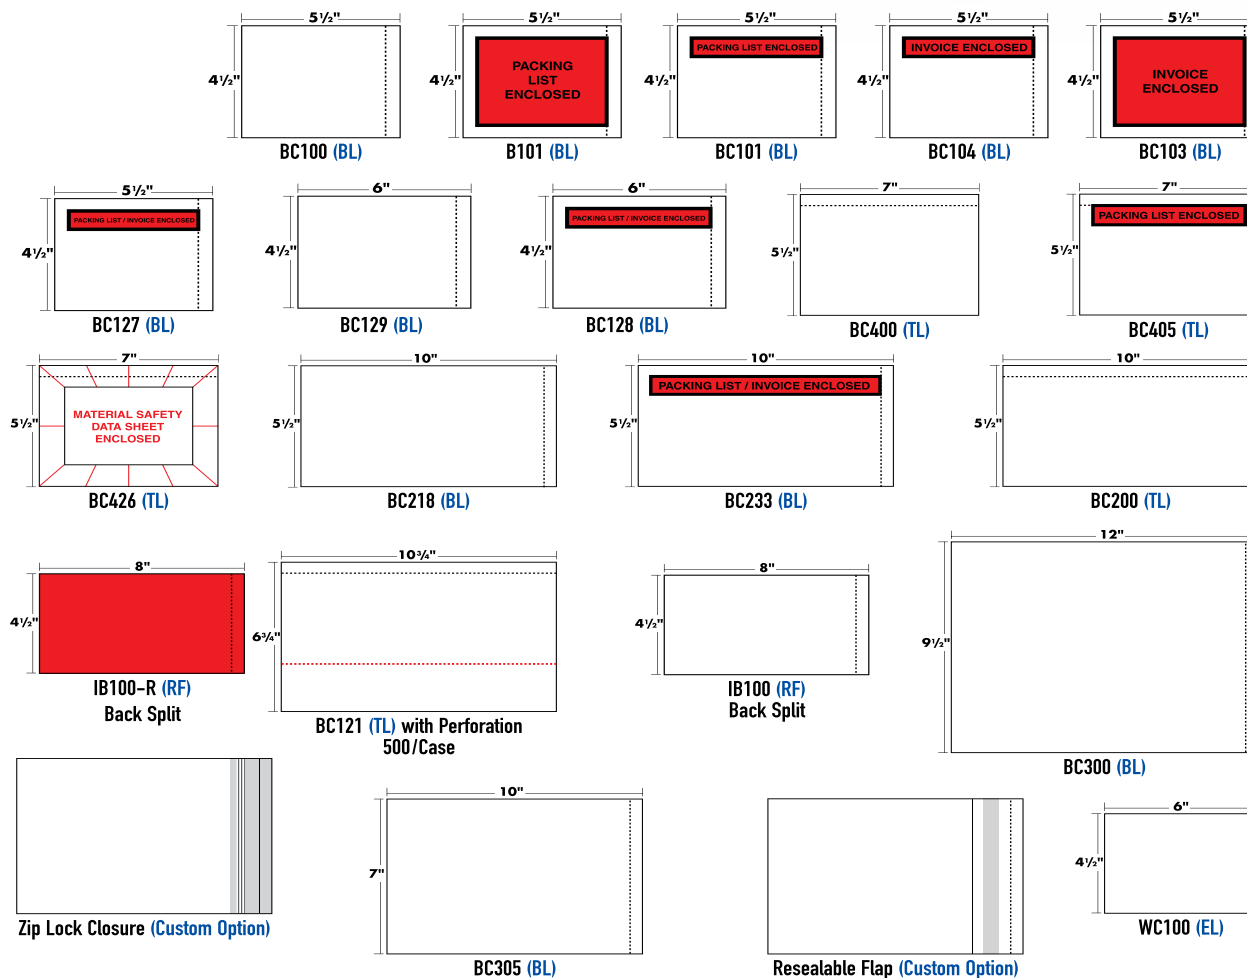 5½" 5½" 5½" 5½" 5½"
4½" 4½" 4½" 4½" 4½"
PACKING
LIST
ENCLOSED
PACKING LIST ENCLOSED
INVOICE ENCLOSED
INVOICE
ENCLOSED
BC100 (BL) B101 (BL) BC101 (BL) BC104 (BL) BC103 (BL)
5½" 6" 6" 7" 7"
4½" 4½" 4½" 5½" 5½"
PACKING LIST / INVOICE ENCLOSED
PACKING LIST / INVOICE ENCLOSED
PACKING LIST ENCLOSED
BC127 (BL) BC129 (BL) BC128 (BL) BC400 (TL) BC405 (TL)
7" 10" 10" 10"
5½" 5½" 5½" 5½"
MATERIAL SAFETY
DATA SHEET
ENCLOSED
PACKING LIST / INVOICE ENCLOSED
BC426 (TL) BC218 (BL) BC233 (BL) BC200 (TL)
8" 10¾" 8" 12"
4½" 6¾" 4½" 9½"
IB100-R (RF)
Back Split
BC121 (TL) with Perforation
500/Case
IB100 (RF)
Back Split
BC300 (BL)
10" 6"
7" 4½"
Zip Lock Closure (Custom Option)
BC305 (BL)
Resealable Flap (Custom Option)
WC100 (EL)